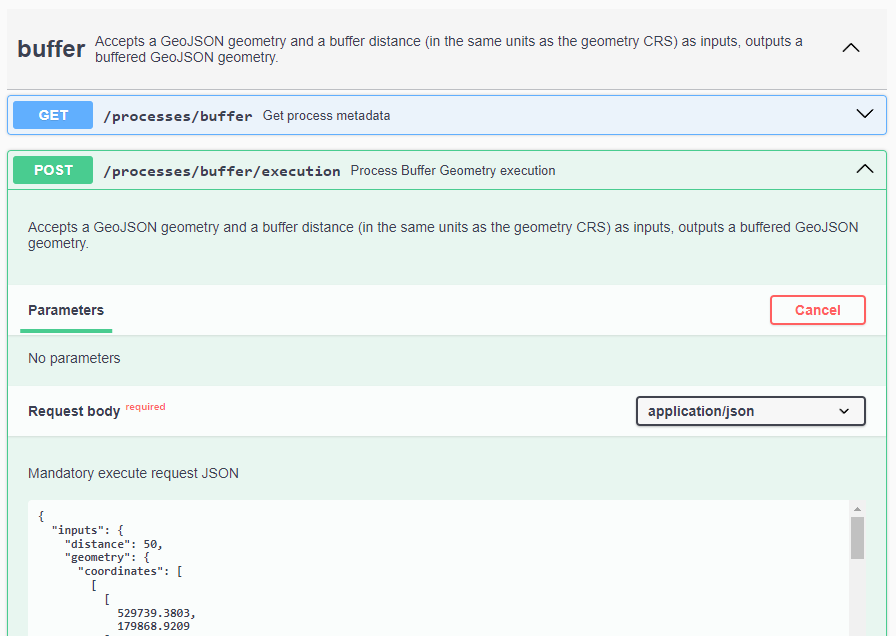 buffer
Accepts a GeoJSON geometry and a buffer distance (in the same units as the geometry CRS) as inputs, outputs a
buffered GeoJSON geometry.
GET /processes/buffer Get process metadata
POST /processes/buffer/execution Process Buffer Geometry execution
Accepts a GeoJSON geometry and a buffer distance (in the same units as the geometry CRS) as inputs, outputs a buffered GeoJSON
geometry.
Parameters
Cancel
No parameters
Request body required
application/json
Mandatory execute request JSON
{
  "inputs": {
    "distance": 50,
    "geometry": {
      "coordinates": [
        [
          [
            529739.3803,
            179868.9209